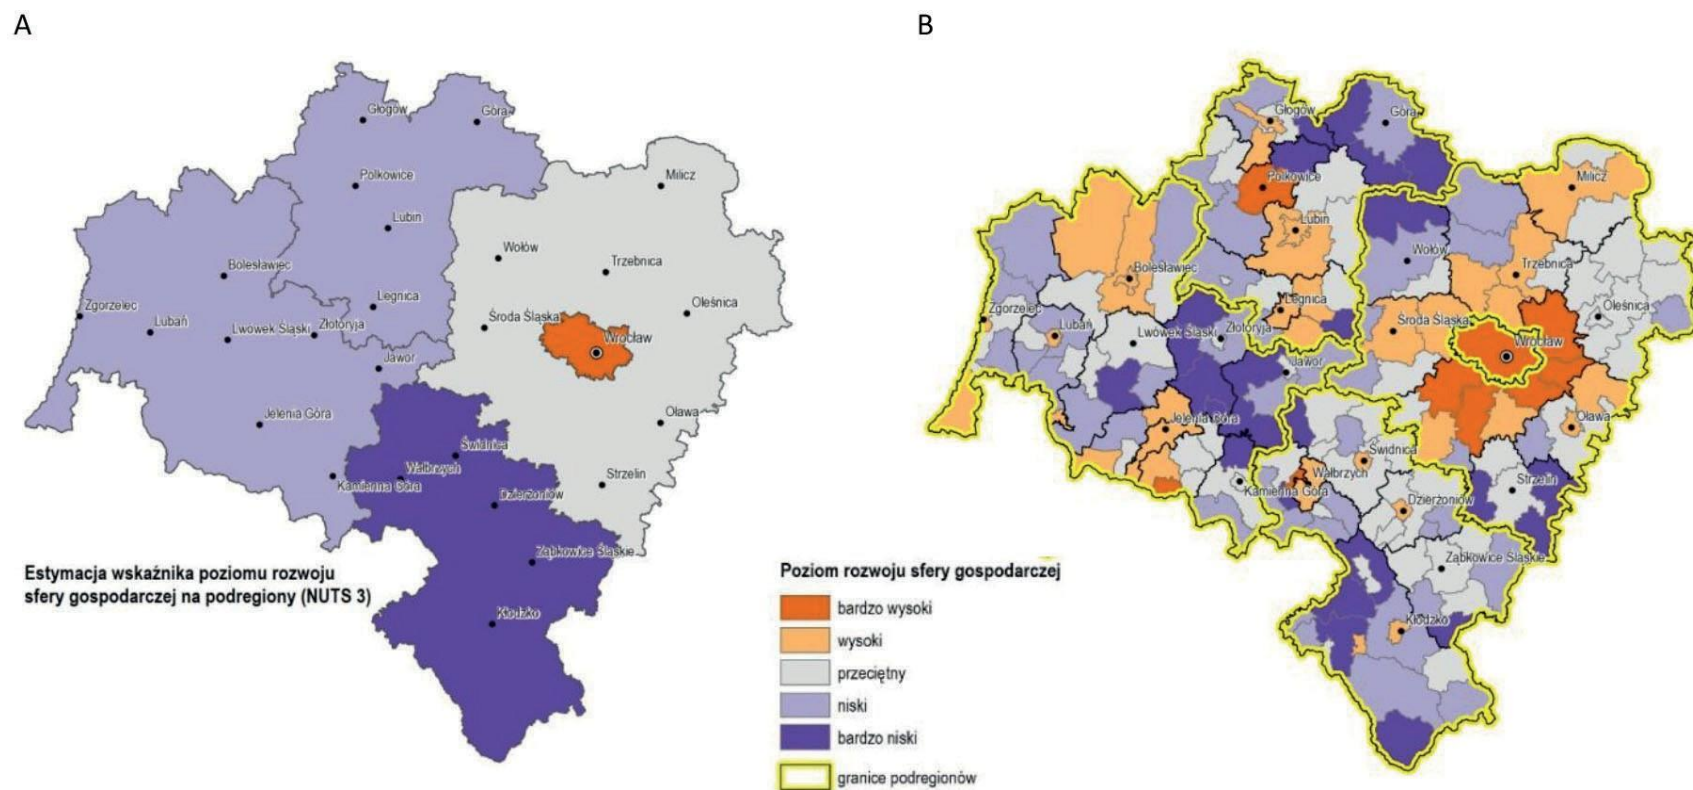 A
B
Głogów
Góra
Polkowice
Milicz
Lubin
Wołów
Trzebnica
Bolesławiec
Zgorzelec
Legnica
Oleśnica
Lubań
Lwówek Śląski
Złotoryja
Środa Śląska
Wrocław
Jawor
Jelenia Góra
Oława
Świdnica
Wałbrzych
Strzelin
Kamienna Góra
Dzierżoniów
Ząbkowice Śląskie
Kłodzko
Estymacja wskaźnika poziomu rozwoju
sfery gospodarczej na podregiony (NUTS 3)
Poziom rozwoju sfery gospodarczej
bardzo wysoki
wysoki
przeciętny
niski
bardzo niski
granice podregionów
Głogów
Góra
Polkowice
Milicz
Lubin
Wołów
Trzebnica
Bolesławiec
Zgorzelec
Legnica
Oleśnica
Lubań
Lwówek Śląski
Złotoryja
Środa Śląska
Wrocław
Jawor
Jelenia Góra
Oława
Świdnica
Wałbrzych
Strzelin
Kamienna Góra
Dzierżoniów
Ząbkowice Śląskie
Kłodzko